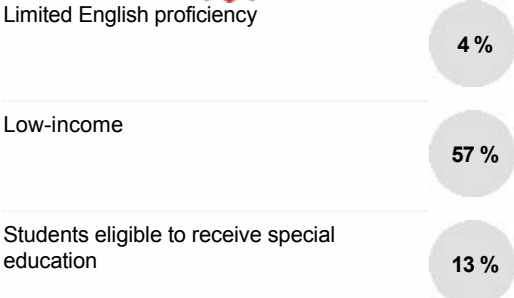 Limited English proficiency
4 %
Low-income
57 %
Students eligible to receive special
education
13 %